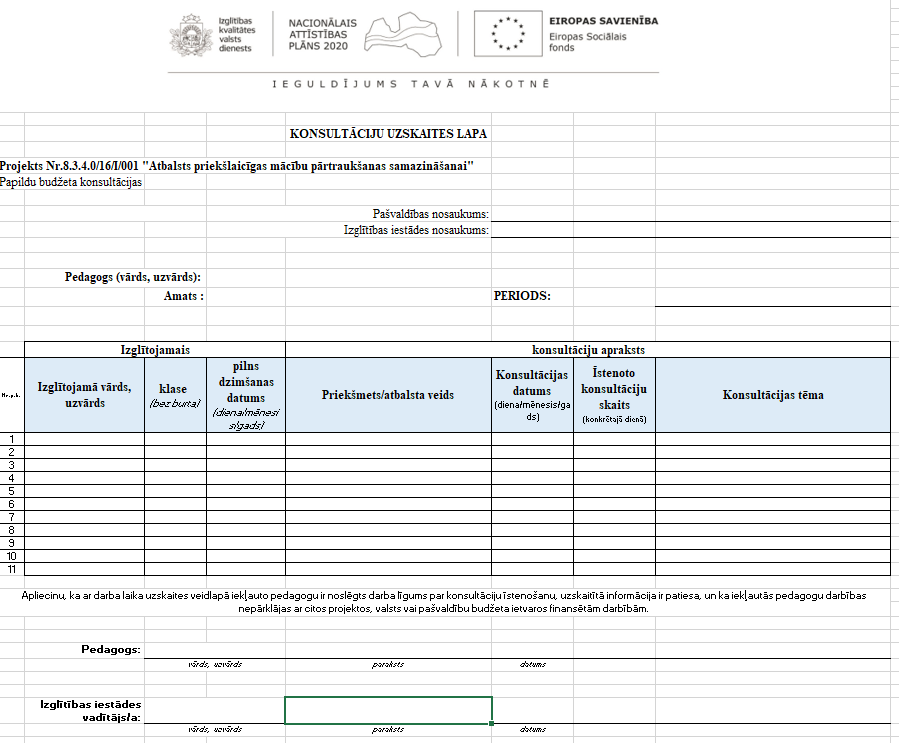 Izglītības
kvalitātes
valsts
dienests
NACIONĀLAIS
ATTĪSTĪBAS
PLĀNS 2020
EIROPAS SAVIENĪBA
Eiropas Sociālais
fonds
IEGULDĪJUMS TAVĀ NĀKOTNĒ
KONSULTĀCIJU UZSKAITES LAPA
Projekts Nr.8.3.4.0/16/I/001 "Atbalsts priekšlaicīgas mācību pārtraukšanas samazināšanai"
Papildu budžeta konsultācijas
Pašvaldības nosaukums:
Izglītības iestādes nosaukums:
Pedagogs (vārds, uzvārds):
Amats : PERIODS:
Izglītojamais konsultāciju apraksts
Nr.p.k.
Izglītojamā vārds,
uzvārds
klase
(bez burta)
pilns
dzimšanas
datums
(diena/mēnesi
s/gads)
Priekšmets/atbalsta veids
Konsultācijas
datums
(diena/mēnesis/ga
ds)
Īstenoto
konsultāciju
skaits
(konkrētajā dienā)
Konsultācijas tēma
1
2
3
4
5
6
7
8
9
10
11
Apliecinu, ka ar darba laika uzskaites veidlapā iekļauto pedagogu ir noslēgts darba līgums par konsultāciju īstenošanu, uzskaitītā informācija ir patiesa, un ka iekļautās pedagogu darbības
nepārklājas ar citos projektos, valsts vai pašvaldību budžeta ietvaros finansētām darbībām.
Pedagogs:
vārds, uzvārds paraksts datums
Izglītības iestādes
vadītājs/a:
vārds, uzvārds paraksts datums